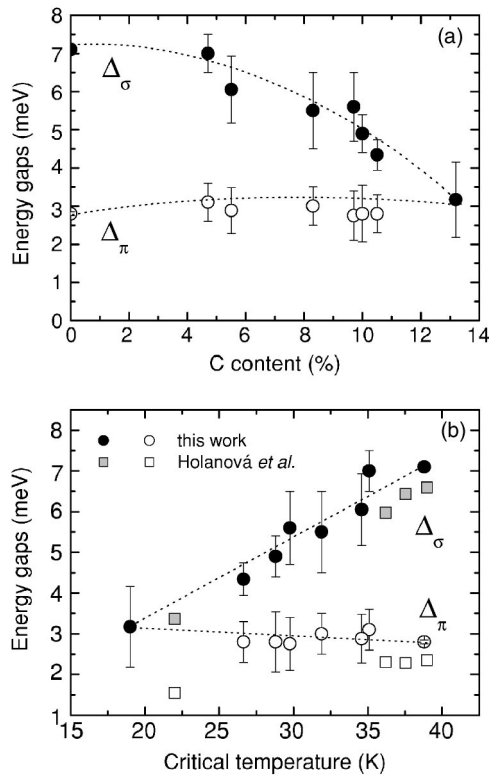 (a)
8
7
6
5
4
3
2
1
0
Energy gaps (meV)
Δσ
Δπ
0 2 4 6 8 10 12 14
C content (%)
(b)
8
7
6
5
4
3
2
1
Energy gaps (meV)
this work
Holanová et al.
Δσ
Δπ
15 20 25 30 35 40
Critical temperature (K)